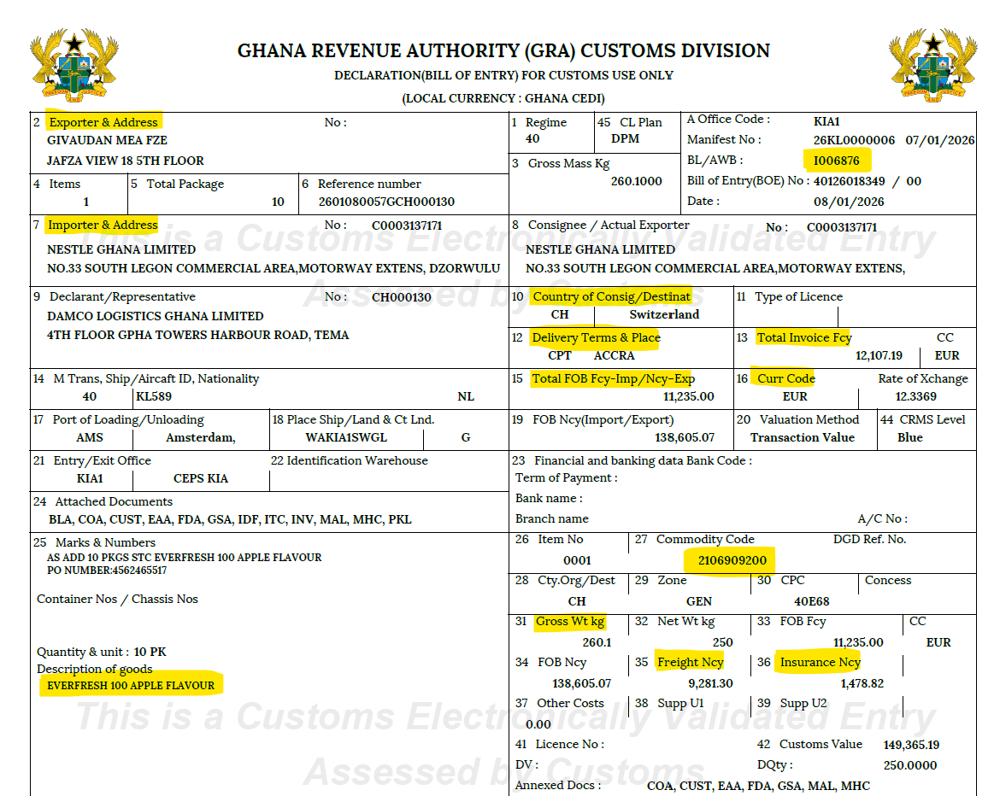 GHANA REVENUE AUTHORITY (GRA) CUSTOMS DIVISION
DECLARATION(BILL OF ENTRY) FOR CUSTOMS USE ONLY
(LOCAL CURRENCY : GHANA CEDI)
FREEDOM AND JUSTICE
FREEDOM AND JUSTICE
2 Exporter & Address No :
GIVAUDAN MEA FZE
JAFZA VIEW 18 5TH FLOOR
1 Regime
40
45 CL Plan
DPM
A Office Code : KIA1
Manifest No : 26KL0000006 07/01/2026
BL/AWB : I006876
Bill of Entry(BOE) No : 40126018349 / 00
Date : 08/01/2026
3 Gross Mass Kg
260.1000
4 Items
1
5 Total Package
10
6 Reference number
2601080057GCH000130
7 Importer & Address No : C0003137171
NESTLE GHANA LIMITED
NO.33 SOUTH LEGON COMMERCIAL AREA,MOTORWAY EXTENS, DZORWULU
8 Consignee / Actual Exporter No : C0003137171
NESTLE GHANA LIMITED
NO.33 SOUTH LEGON COMMERCIAL AREA,MOTORWAY EXTENS,
This is a Customs Electronically Validated Entry
Assessed by Customs
9 Declarant/Representative No : CH000130
DAMCO LOGISTICS GHANA LIMITED
4TH FLOOR GPHA TOWERS HARBOUR ROAD, TEMA
10 Country of Consig/Destinat
CH Switzerland
11 Type of Licence
12 Delivery Terms & Place
CPT ACCRA
13 Total Invoice Fcy CC
12,107.19 EUR
14 M Trans, Ship/Aircaft ID, Nationality
40 KL589 NL
15 Total FOB Fcy-Imp/Ncy-Exp
11,235.00
16 Curr Code Rate of Xchange
EUR 12.3369
17 Port of Loading/Unloading
AMS Amsterdam,
18 Place Ship/Land & Ct Lnd.
WAKIA1SWGL G
19 FOB Ncy(Import/Export)
138,605.07
20 Valuation Method
Transaction Value
44 CRMS Level
Blue
21 Entry/Exit Office
KIA1 CEPS KIA
22 Identification Warehouse
23 Financial and banking data Bank Code :
Term of Payment :
Bank name :
Branch name A/C No :
24 Attached Documents
BLA, COA, CUST, EAA, FDA, GSA, IDF, ITC, INV, MAL, MHC, PKL
25 Marks & Numbers
AS ADD 10 PKGS STC EVERFRESH 100 APPLE FLAVOUR
PO NUMBER:4562465517
Container Nos / Chassis Nos
Quantity & unit : 10 PK
Description of goods
EVERFRESH 100 APPLE FLAVOUR
26 Item No
0001
27 Commodity Code DGD Ref. No.
2106909200
28 Cty.Org/Dest
CH
29 Zone
GEN
30 CPC
40E68
Concess
31 Gross Wt kg
260.1
32 Net Wt kg
250
33 FOB Fcy
11,235.00
CC
EUR
34 FOB Ncy
138,605.07
35 Freight Ncy
9,281.30
36 Insurance Ncy
1,478.82
37 Other Costs
0.00
38 Supp U1
39 Supp U2
This is a Customs Electronically Validated Entry
Assessed by Customs
41 Licence No :
42 Customs Value 149,365.19
DV :
DQty : 250.0000
Annexed Docs : COA, CUST, EAA, FDA, GSA, MAL, MHC